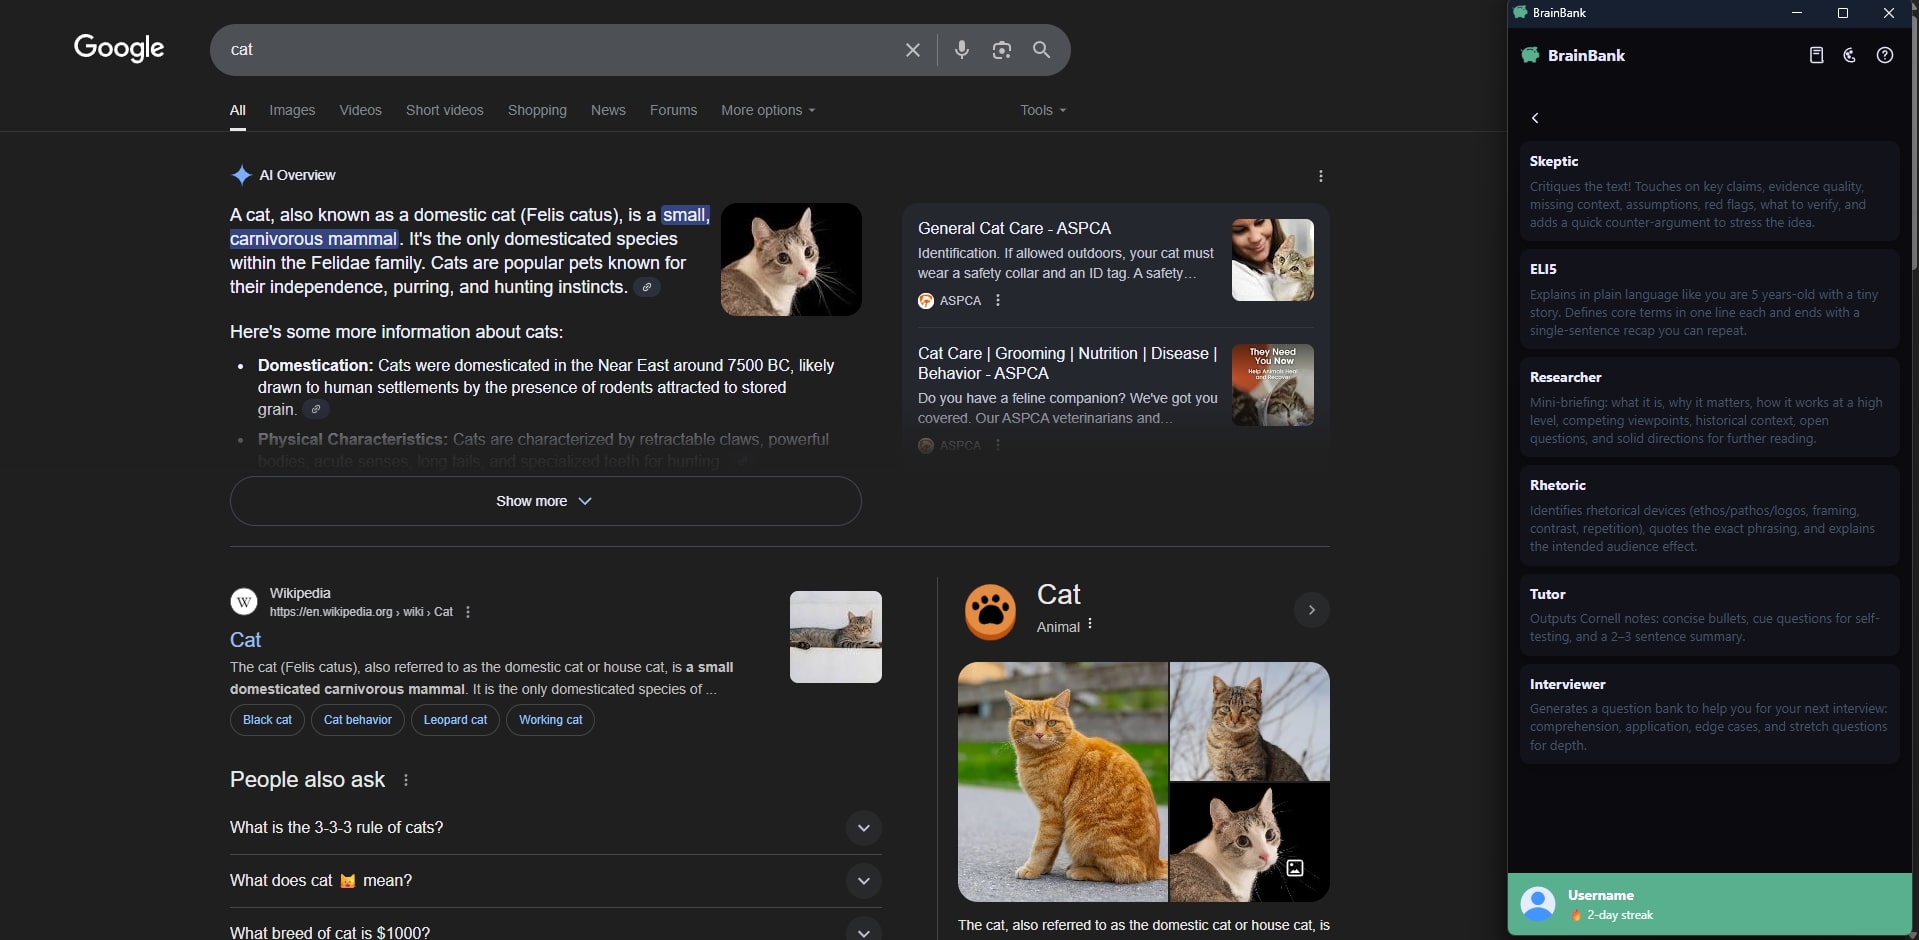 Google
cat
All Images Videos Short videos Shopping News Forums More options Tools
AI Overview
A cat, also known as a domestic cat (Felis catus), is a small,
carnivorous mammal. It's the only domesticated species
within the Felidae family. Cats are popular pets known for
their independence, purring, and hunting instincts.
Here's some more information about cats:
• Domestication: Cats were domesticated in the Near East around 7500 BC, likely
drawn to human settlements by the presence of rodents attracted to stored
grain.
• Physical Characteristics: Cats are characterized by retractable claws, powerful
bodies, acute senses, long tails, and specialized teeth for hunting
Show more
General Cat Care - ASPCA
Identification. If allowed outdoors, your cat must
wear a safety collar and an ID tag. A safety...
ASPCA
Cat Care | Grooming | Nutrition | Disease |
Behavior - ASPCA
Do you have a feline companion? We've got you
covered. Our ASPCA veterinarians and...
ASPCA
They Need
You Now
Help Animals Heal
and Recover
W
Wikipedia
https://en.wikipedia.org › wiki › Cat
Cat
The cat (Felis catus), also referred to as the domestic cat or house cat, is a small
domesticated carnivorous mammal. It is the only domesticated species of ...
Black cat Cat behavior Leopard cat Working cat
People also ask
What is the 3-3-3 rule of cats?
What does cat 😺 mean?
What breed of cat is $1000?
Cat
Animal
The cat, also referred to as the domestic cat or house cat, is
BrainBank
BrainBank
Skeptic
Critiques the text! Touches on key claims, evidence quality,
missing context, assumptions, red flags, what to verify, and
adds a quick counter-argument to stress the idea.
ELI5
Explains in plain language like you are 5 years-old with a tiny
story. Defines core terms in one line each and ends with a
single-sentence recap you can repeat.
Researcher
Mini-briefing: what it is, why it matters, how it works at a high
level, competing viewpoints, historical context, open
questions, and solid directions for further reading.
Rhetoric
Identifies rhetorical devices (ethos/pathos/logos, framing,
contrast, repetition), quotes the exact phrasing, and explains
the intended audience effect.
Tutor
Outputs Cornell notes: concise bullets, cue questions for self-
testing, and a 2–3 sentence summary.
Interviewer
Generates a question bank to help you for your next interview:
comprehension, application, edge cases, and stretch questions
for depth.
Username
🔥 2-day streak